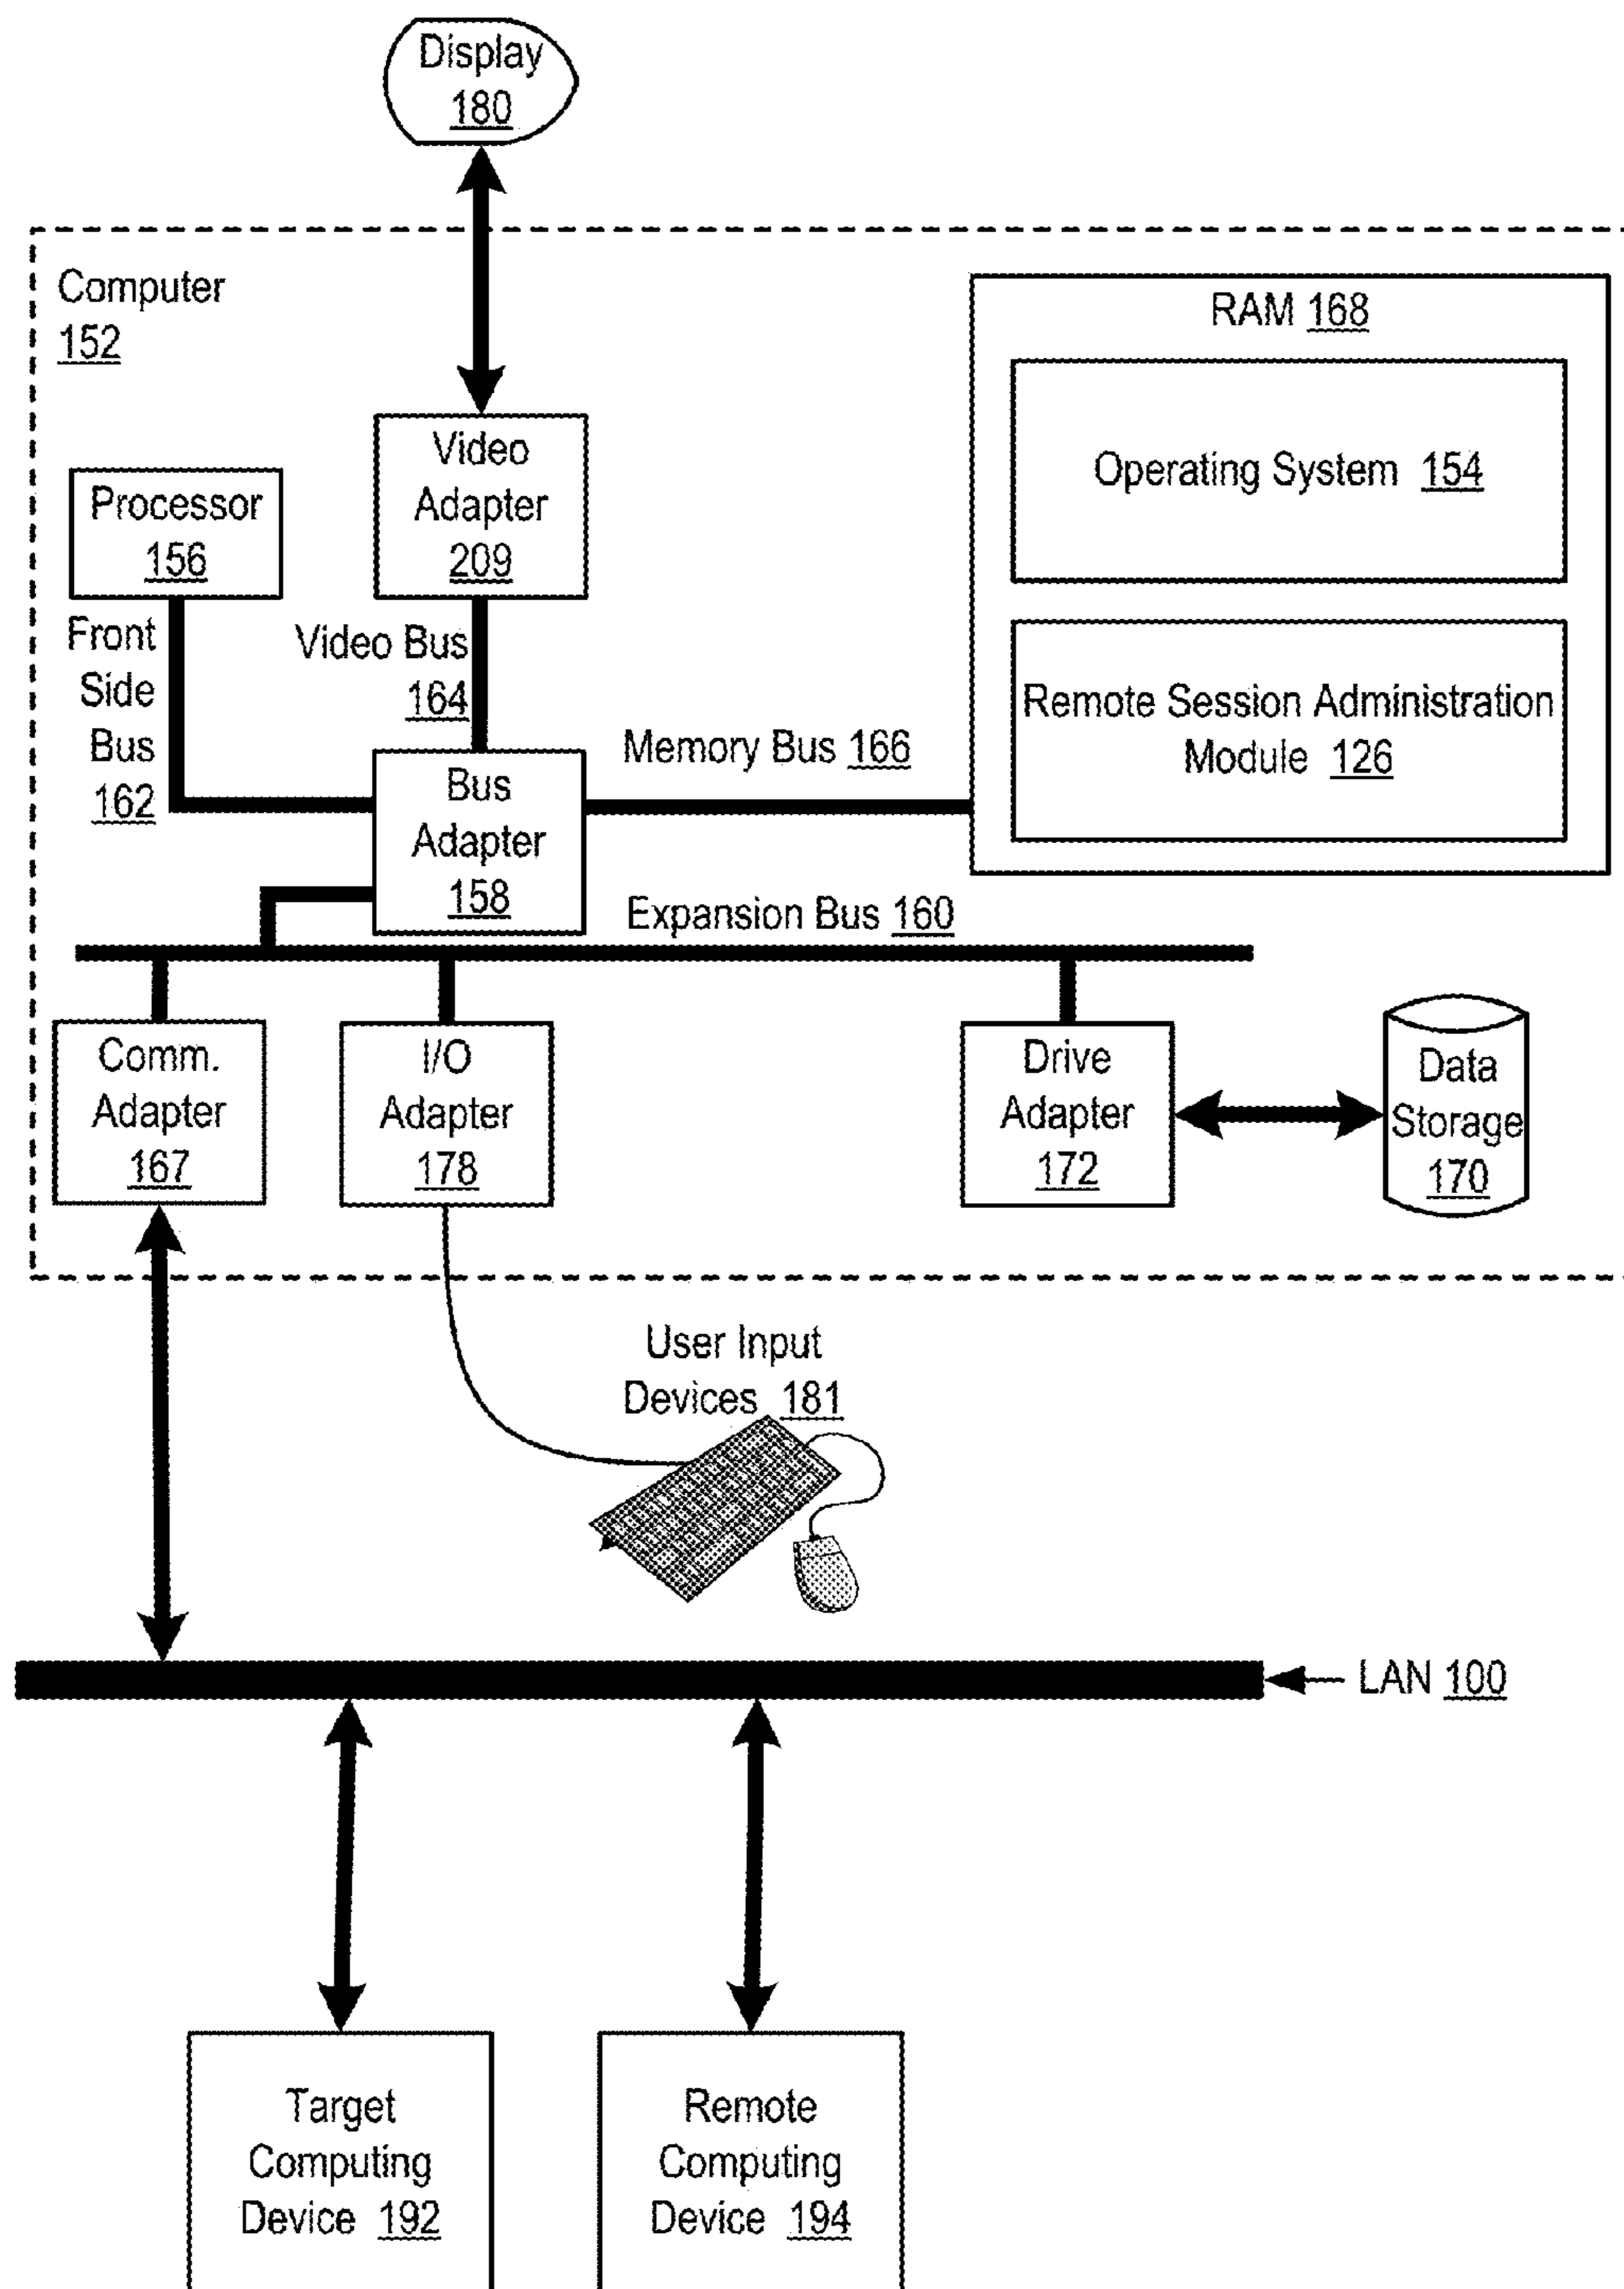 Display
180
Computer
152
RAM 168
Operating System 154
Remote Session Administration
Module 126
Video
Adapter
209
Processor
156
Front
Side
Bus
162
Video Bus
164
Memory Bus 166
Bus
Adapter
158
Expansion Bus 160
Comm.
Adapter
167
I/O
Adapter
178
Drive
Adapter
172
Data
Storage
170
User Input
Devices 181
LAN 100
Target
Computing
Device 192
Remote
Computing
Device 194